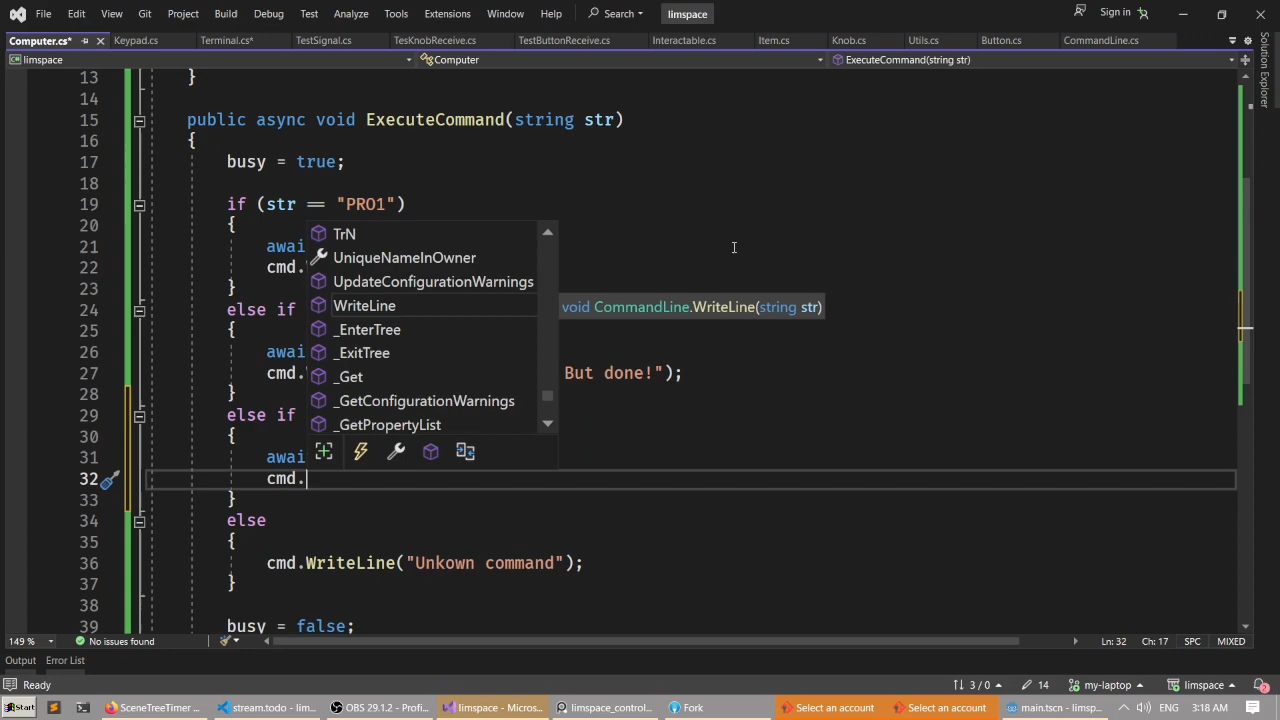 File Edit View Git Project Build Debug Test Analyze Tools Extensions Window Help Search limspace Sign in
Computer.cs* Keypad.cs Terminal.cs* TestSignal.cs TesKnobReceive.cs TestButtonReceive.cs Interactable.cs Item.cs Knob.cs Utils.cs Button.cs CommandLine.cs
limspace Computer ExecuteCommand(string str)
13 }
14
15 public async void ExecuteCommand(string str)
16 {
17 busy = true;
18
19 if (str == "PRO1")
20 {
21 awai
22 cmd.
23 }
24 else if
25 {
26 awai
27 cmd. But done!");
28 }
29 else if
30 {
31 awai
32 cmd.
33 }
34 else
35 {
36 cmd.WriteLine("Unkown command");
37 }
38
39 busy = false;
TrN
UniqueNameInOwner
UpdateConfigurationWarnings
WriteLine
_EnterTree
_ExitTree
_Get
_GetConfigurationWarnings
_GetPropertyList
void CommandLine.WriteLine(string str)
Solution Explorer
149 % No issues found Ln: 32 Ch: 17 SPC MIXED
Output Error List
Ready 3 / 0 14 my-laptop limspace 2
Start SceneTreeTimer ... stream.todo - lim... OBS 29.1.2 - Profi... limspace - Micros... limspace_control... Fork Select an account Select an account main.tscn - limsp... ENG 3:18 AM